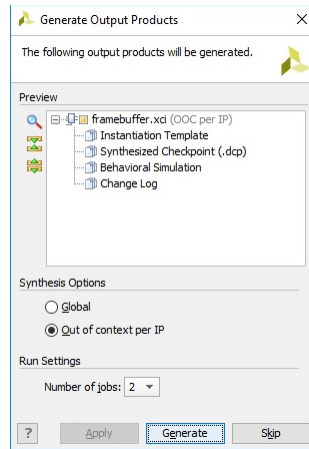 Generate Output Products
The following output products will be generated.
Preview
framebuffer.xci (OOC per IP)
Instantiation Template
Synthesized Checkpoint (.dcp)
Behavioral Simulation
Change Log
Synthesis Options
Global
Out of context per IP
Run Settings
Number of jobs: 2
? Apply Generate Skip